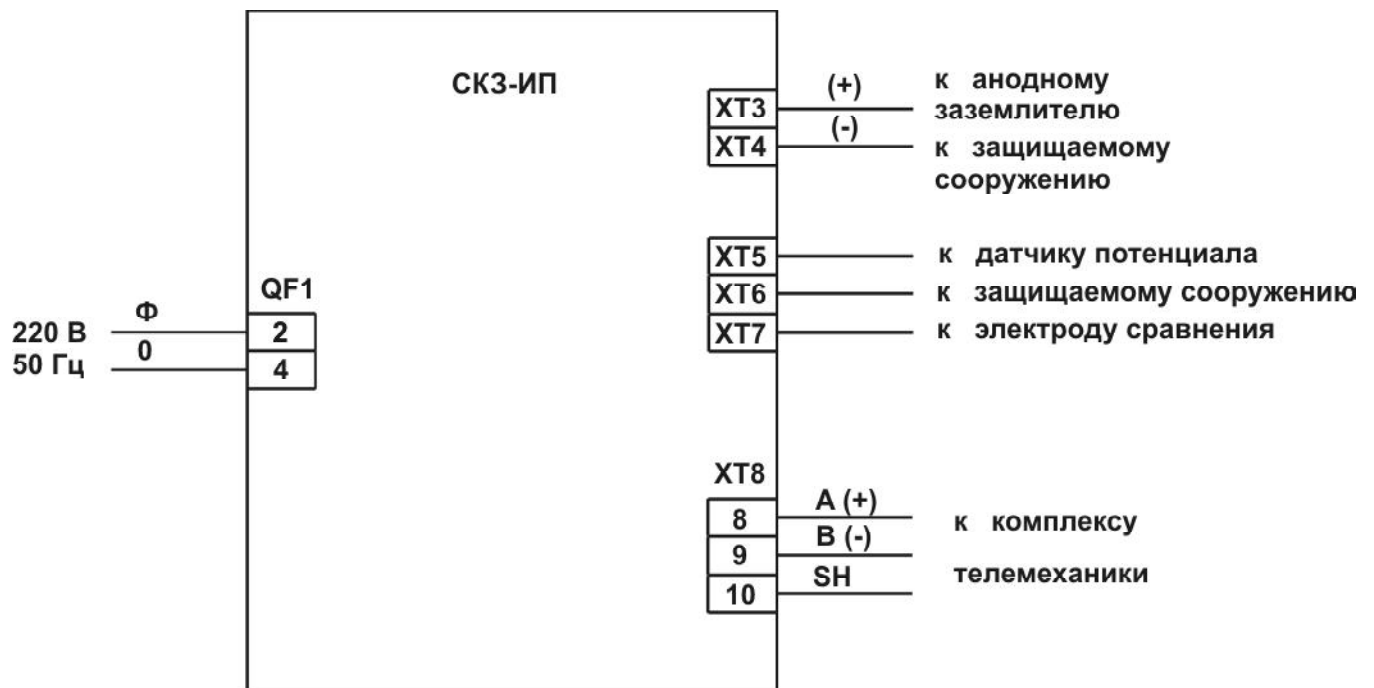 СКЗ-ИП
XT3
(+)
к анодному
заземлителю
XT4
(-)
к защищаемому
сооружению
XT5
к датчику потенциала
QF1
XT6
к защищаемому сооружению
Ф
220 В
2
XT7
к электроду сравнения
0
50 Гц
4
XT8
8
A (+)
к комплексу
9
B (-)
телемеханики
10
SH